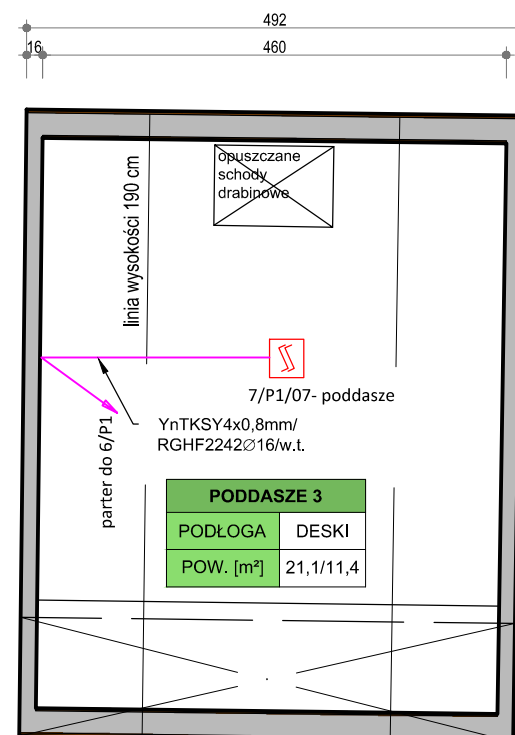 492
16
460
opuszczane
schody
drabinowe
linia wysokości 190 cm
7/P1/07- poddasze
parter do 6/P1
YnTKSY4x0,8mm/
RGHF2242∅16/w.t.
PODDASZE 3
PODŁOGA DESKI
POW. [m²] 21,1/11,4